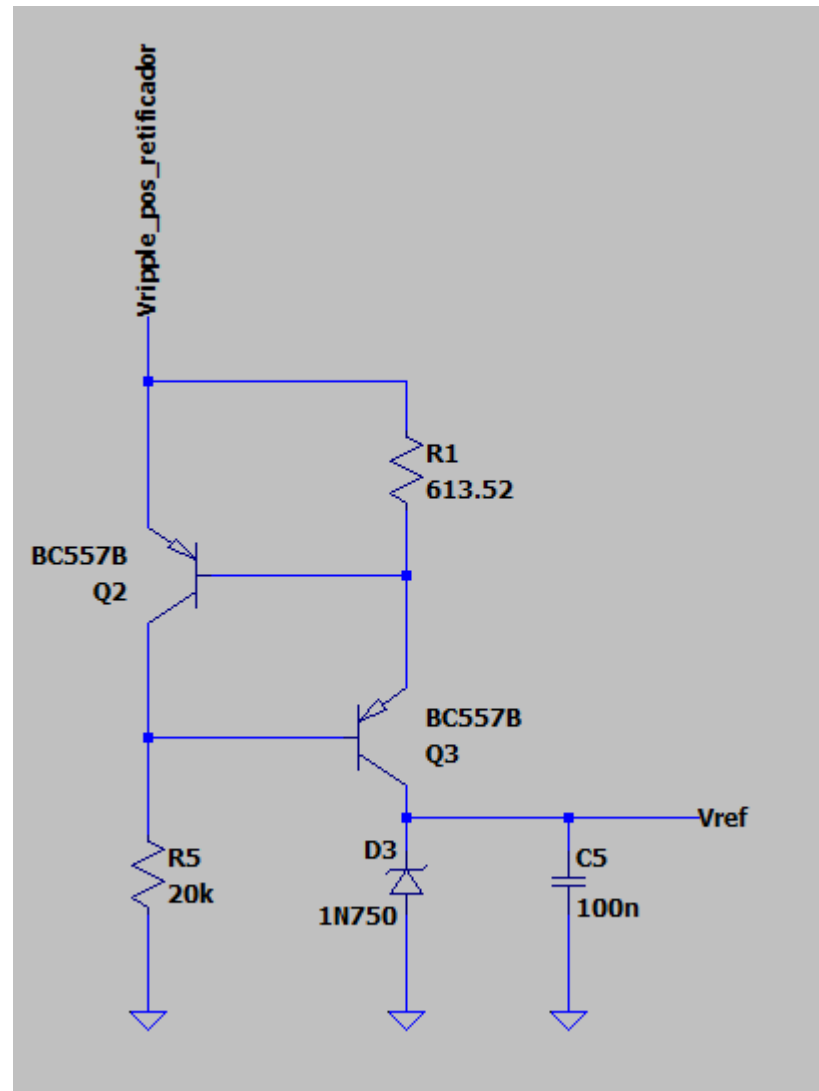 Vripple_pos_retificador
R1
613.52
BC557B
Q2
BC557B
Q3
Vref
R5
20k
D3
1N750
C5
100n